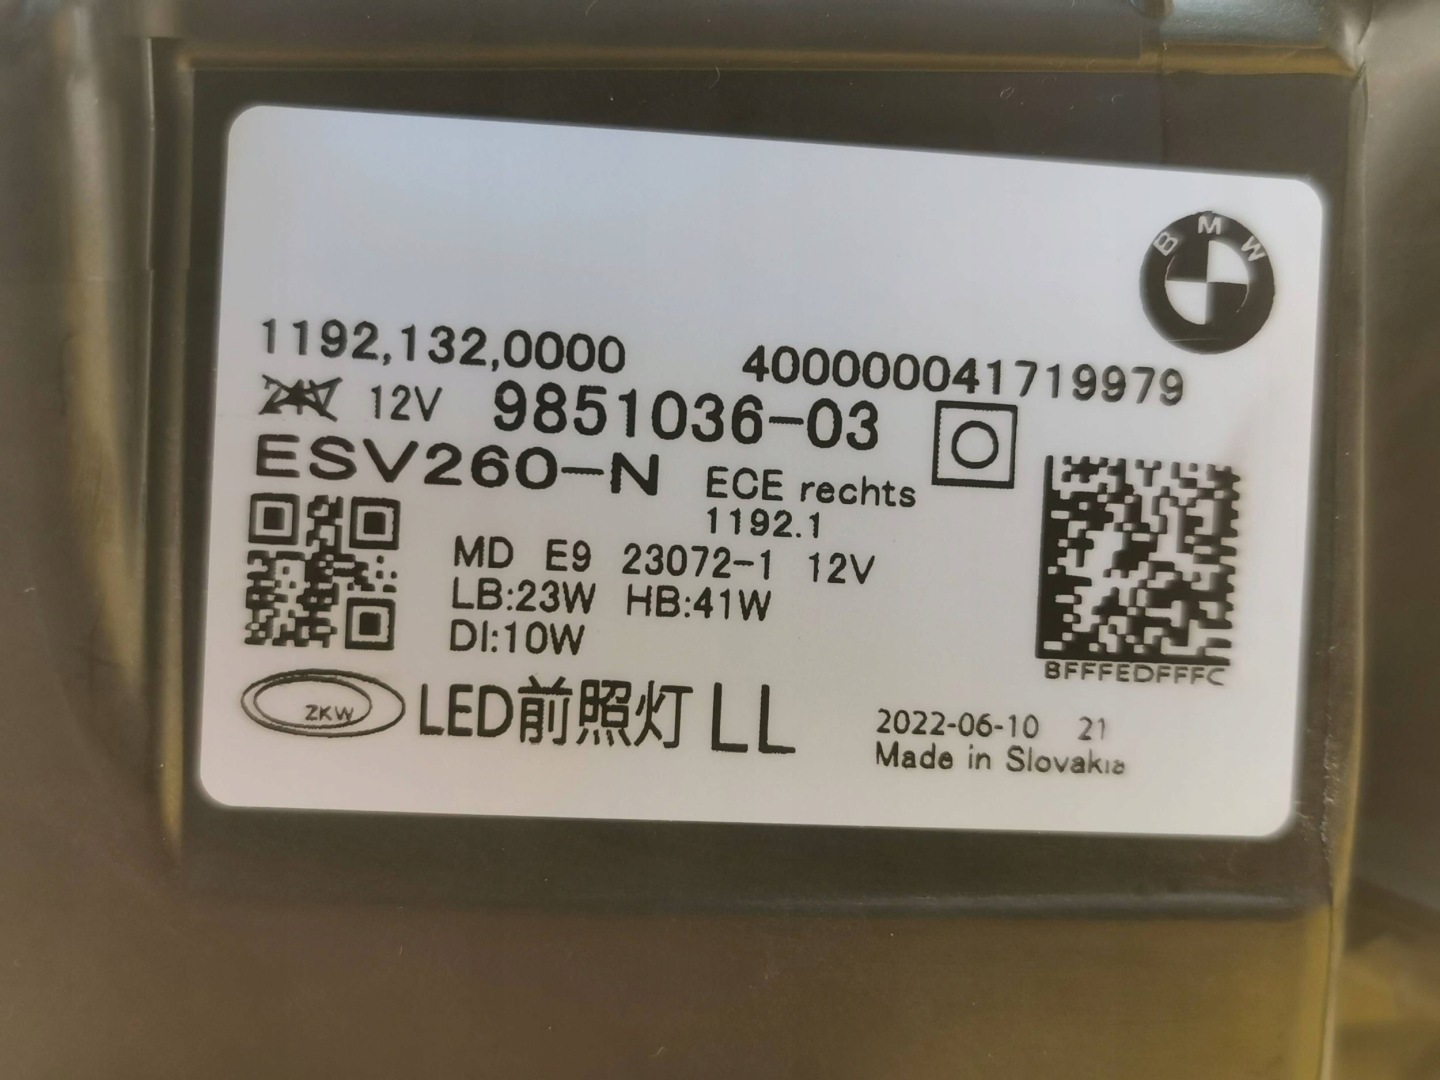 BMW
1192,132,0000 400000041719979
12V 9851036-03
ESV260-N ECE rechts
1192.1
MD E9 23072-1 12V
LB:23W HB:41W
DI:10W
BFFFEDFFFC
ZKW LED前照灯 LL
2022-06-10 21
Made in Slovakia